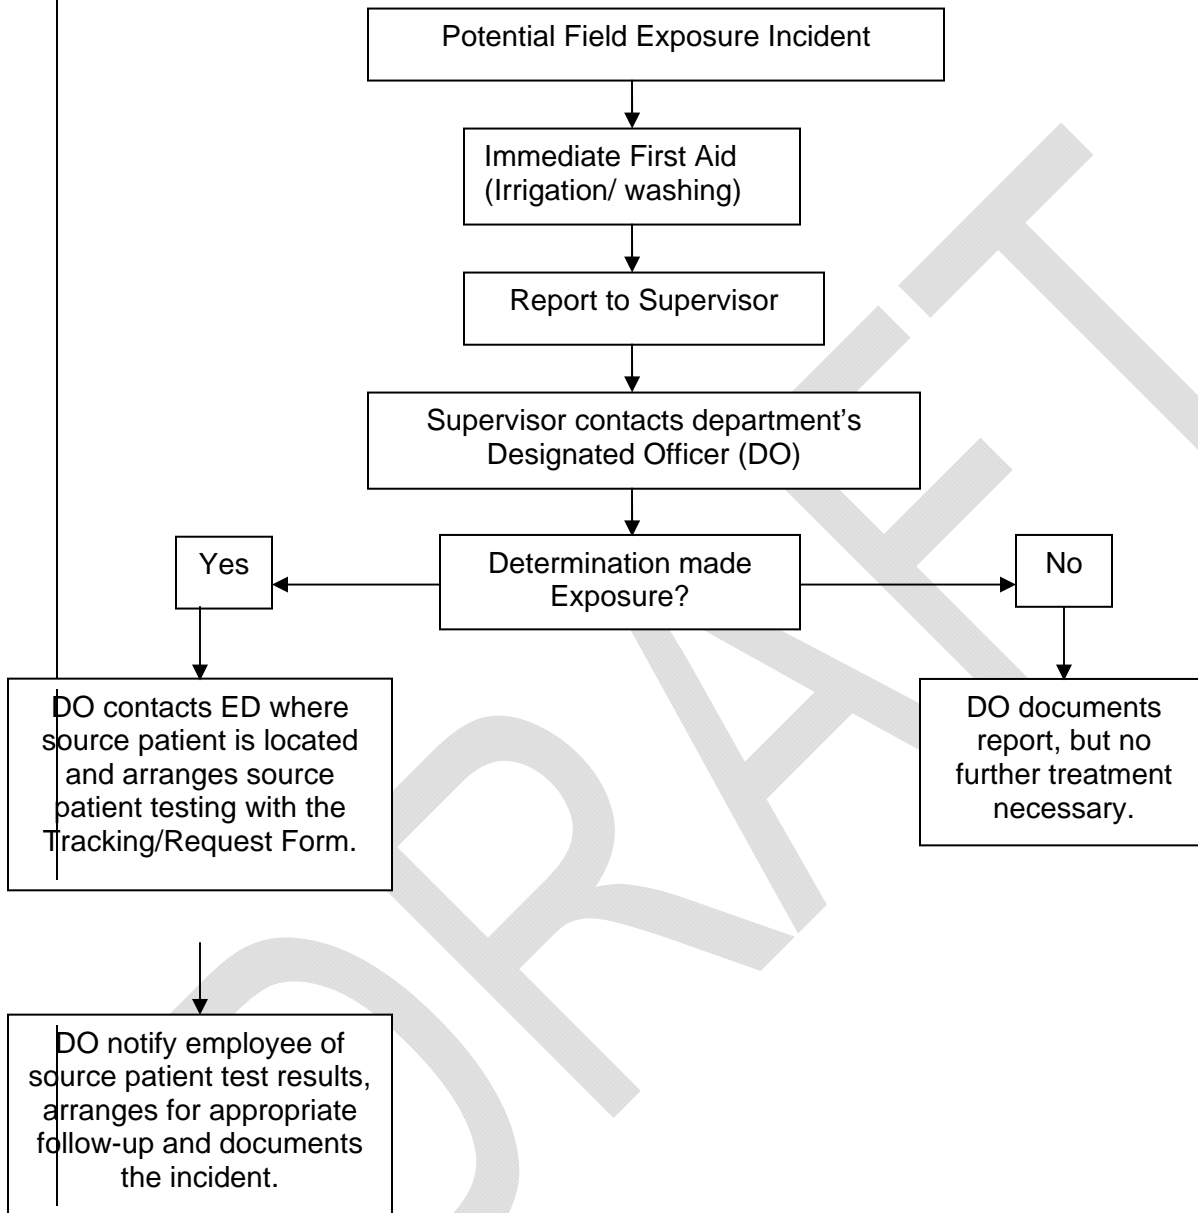 Potential Field Exposure Incident
Immediate First Aid
(Irrigation/ washing)
Report to Supervisor
Supervisor contacts department’s
Designated Officer (DO)
Determination made
Exposure?
Yes
No
DO contacts ED where
source patient is located
and arranges source
patient testing with the
Tracking/Request Form.
DO documents
report, but no
further treatment
necessary.
DO notify employee of
source patient test results,
arranges for appropriate
follow-up and documents
the incident.
DRAFT